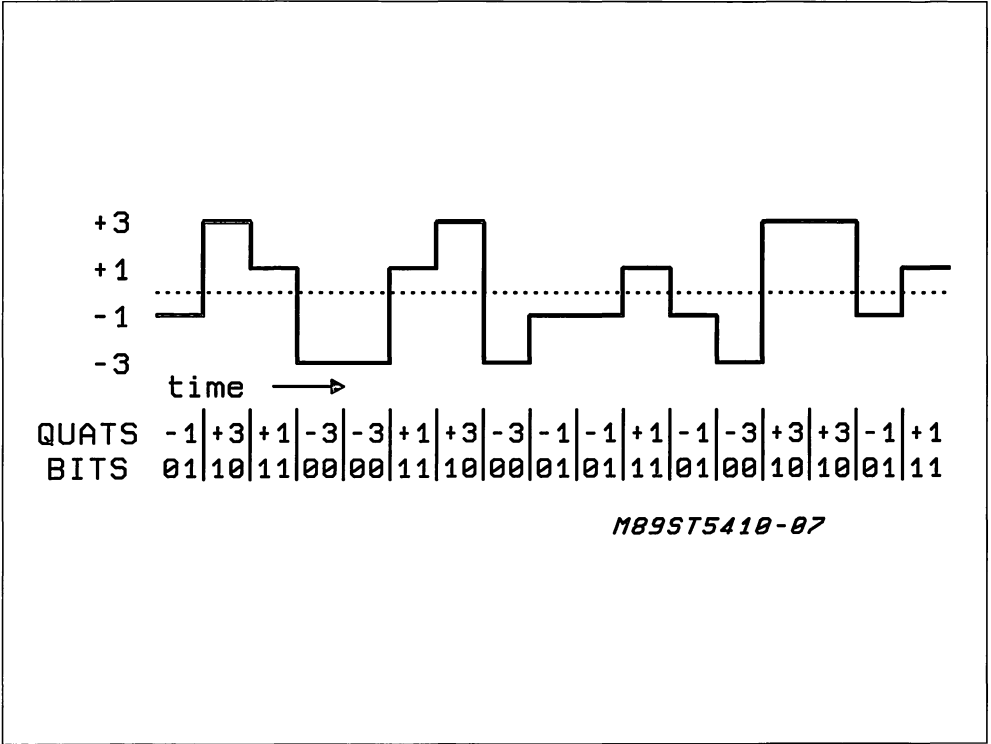 +3
+1
-1
-3
time
QUATS -1 +3 +1 -3 -3 +1 +3 -3 -1 -1 +1 -1 -3 +3 +3 -1 +1
BITS 01 10 11 00 00 11 10 00 01 01 11 01 00 10 10 01 11
M89ST5410-07